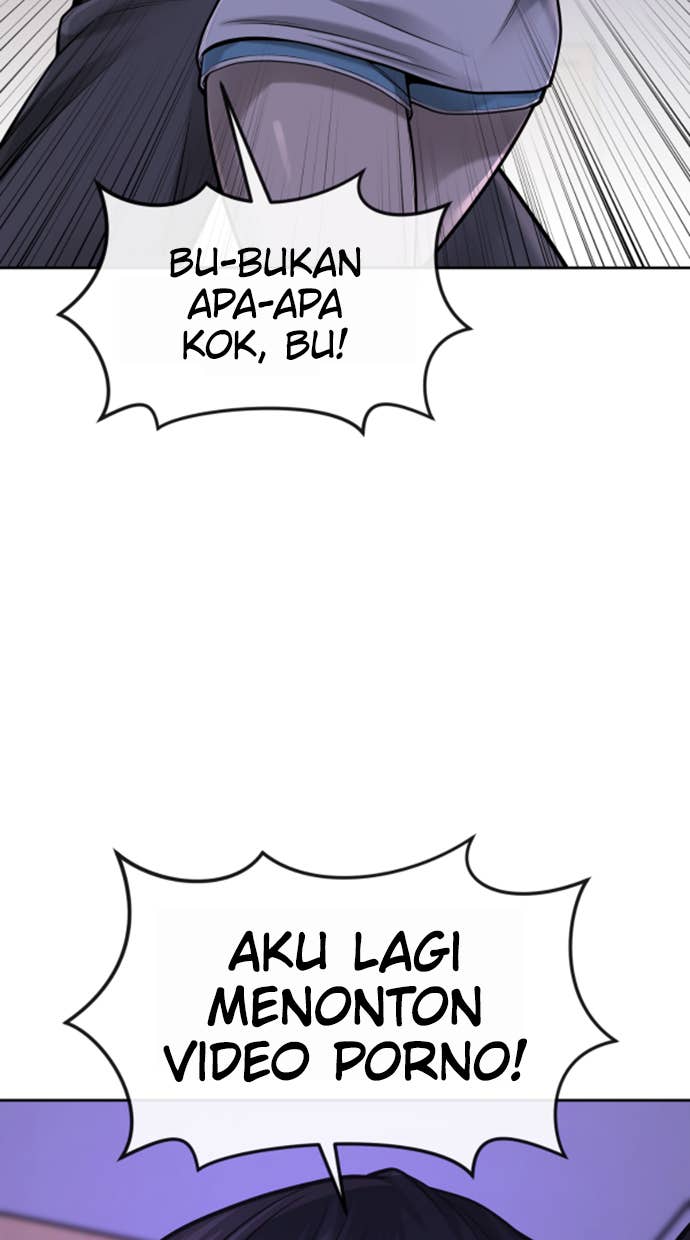 BU-BUKAN
APA-APA
KOK, BU!
AKU LAGI
MENONTON
VIDEO PORNO!